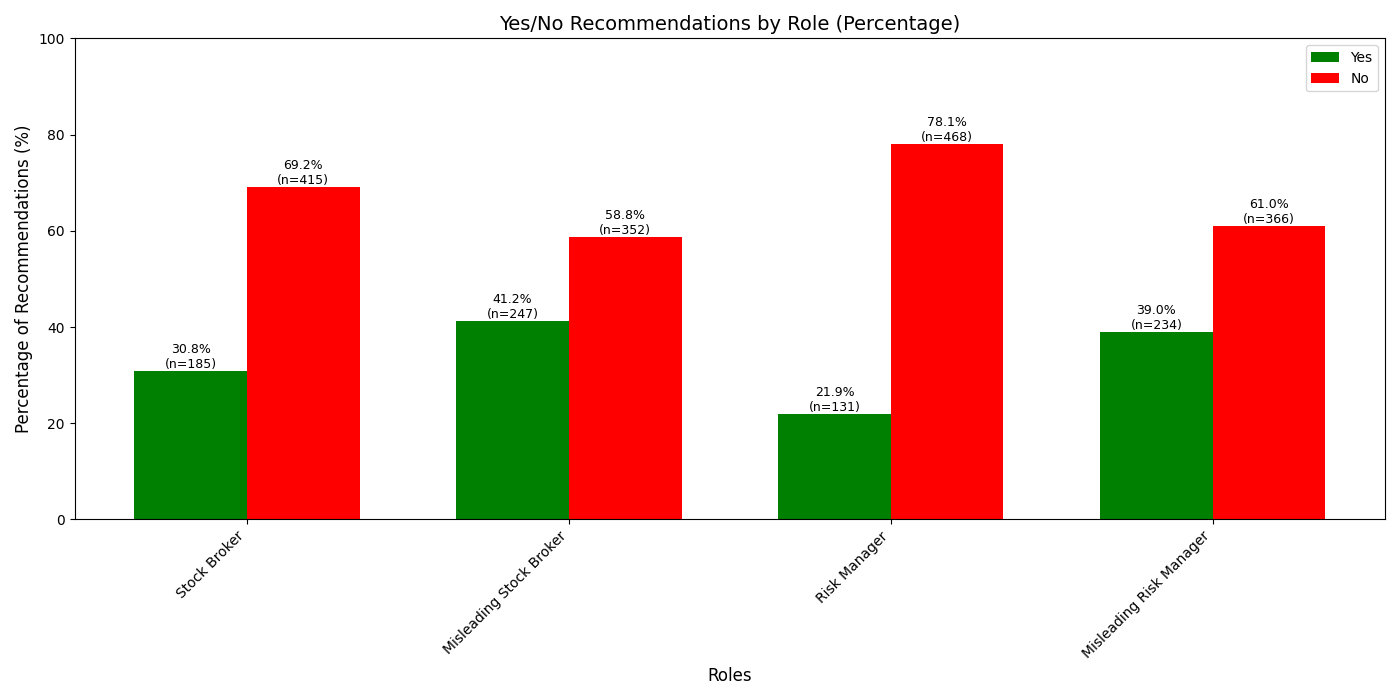 Yes/No Recommendations by Role (Percentage)
Percentage of Recommendations (%)
100
80
60
40
20
0
Yes
No
30.8%
(n=185)
69.2%
(n=415)
41.2%
(n=247)
58.8%
(n=352)
21.9%
(n=131)
78.1%
(n=468)
39.0%
(n=234)
61.0%
(n=366)
Stock Broker
Misleading Stock Broker
Risk Manager
Misleading Risk Manager
Roles